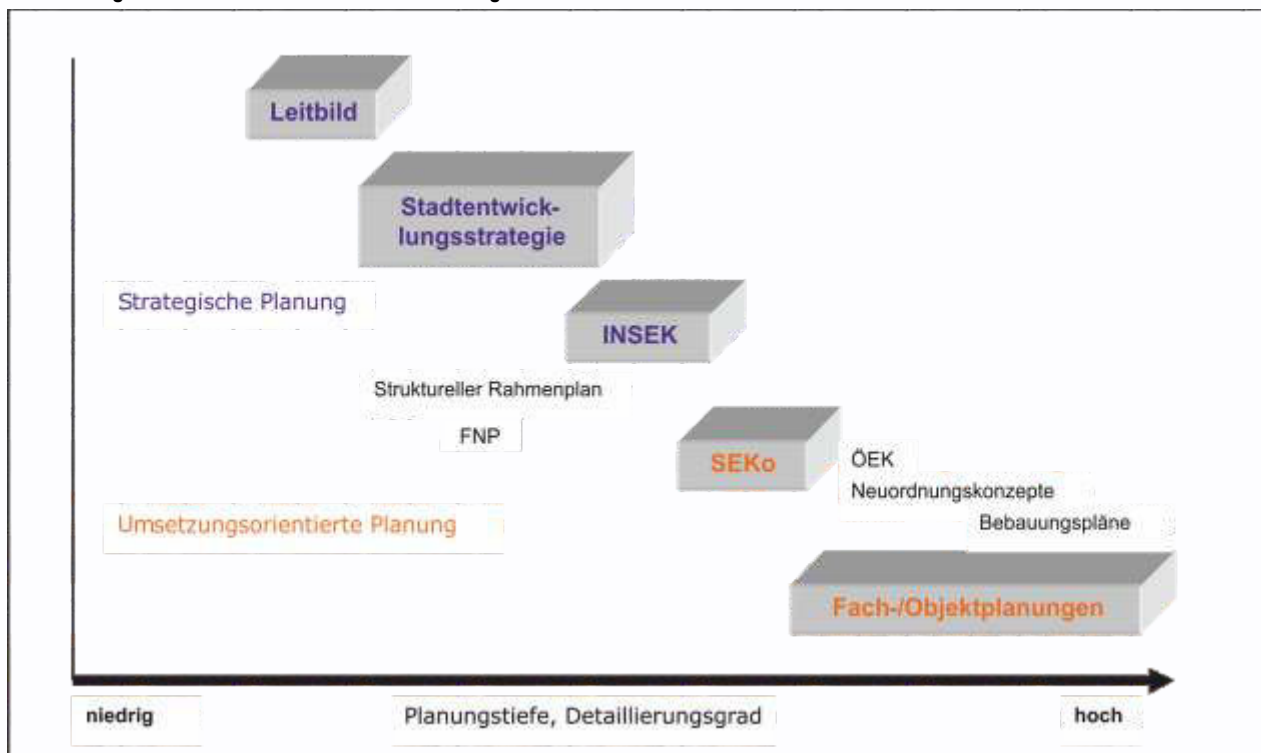 Leitbild
Stadtentwick-
lungsstrategie
Strategische Planung
INSEK
Struktureller Rahmenplan
FNP
SEKo
ÖEK
Neuordnungskonzepte
Umsetzungsorientierte Planung
Bebauungspläne
Fach-/Objektplanungen
niedrig
Planungstiefe, Detaillierungsgrad
hoch